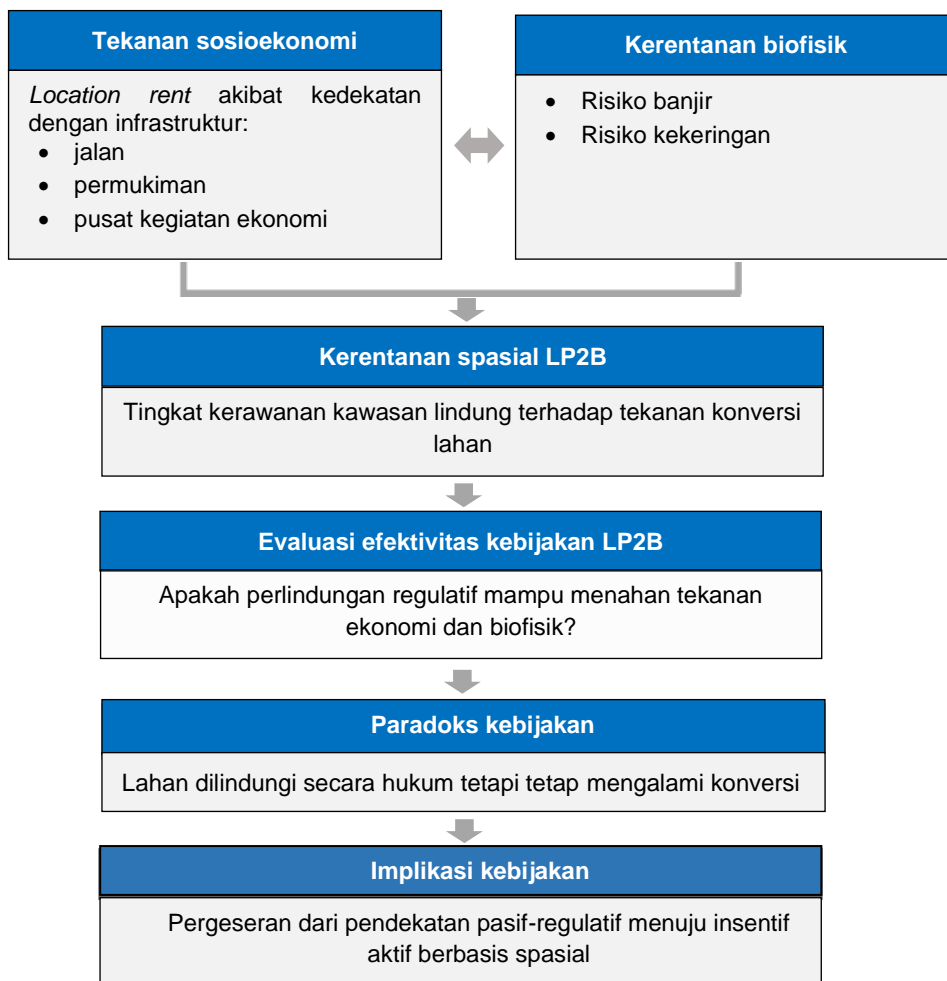 Tekanan sosioekonomi
Location rent akibat kedekatan
dengan infrastruktur:
• jalan
• permukiman
• pusat kegiatan ekonomi
Kerentanan biofisik
• Risiko banjir
• Risiko kekeringan
Kerentanan spasial LP2B
Tingkat kerawanan kawasan lindung terhadap tekanan konversi
lahan
Evaluasi efektivitas kebijakan LP2B
Apakah perlindungan regulatif mampu menahan tekanan
ekonomi dan biofisik?
Paradoks kebijakan
Lahan dilindungi secara hukum tetapi tetap mengalami konversi
Implikasi kebijakan
Pergeseran dari pendekatan pasif-regulatif menuju insentif
aktif berbasis spasial